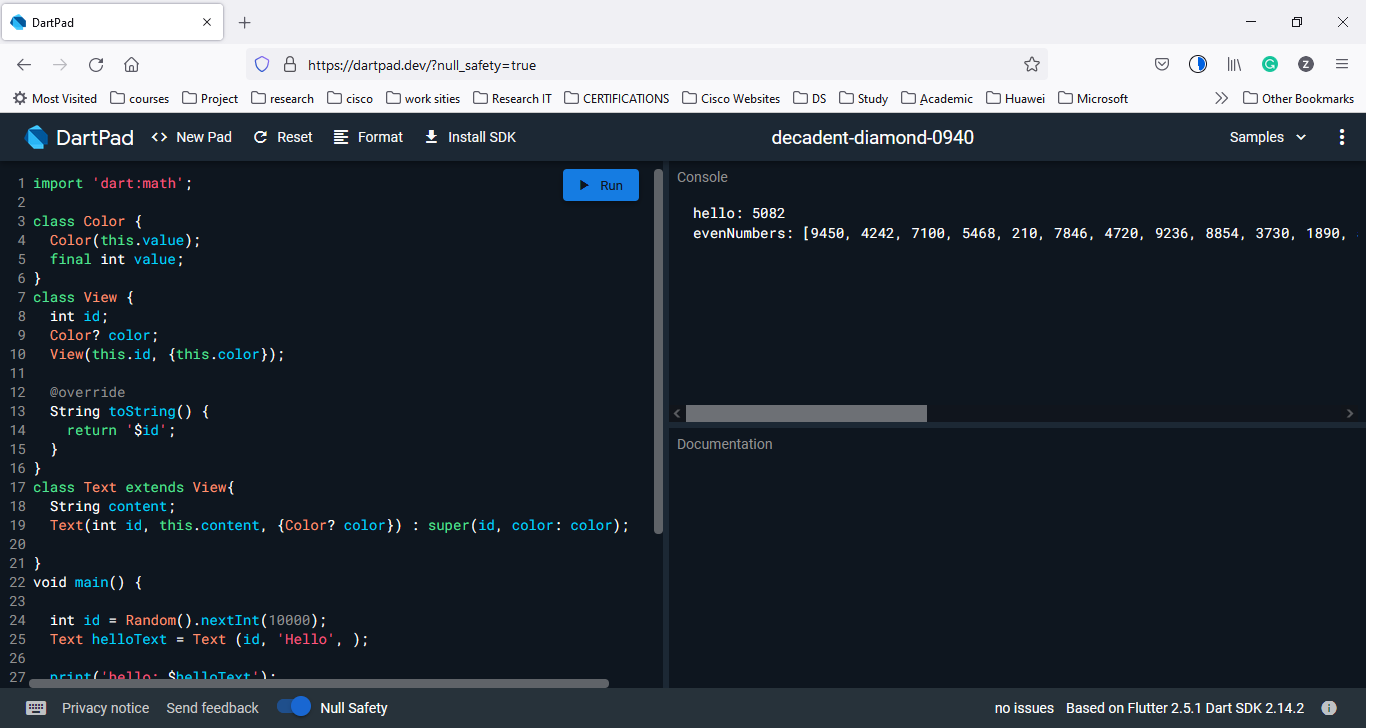 DartPad
https://dartpad.dev/?null_safety=true
Z
Most Visited courses Project research cisco work sities Research IT CERTIFICATIONS Cisco Websites DS Study Academic Huawei Microsoft Other Bookmarks
DartPad <> New Pad Reset Format Install SDK decadent-diamond-0940 Samples
Run
1 import 'dart:math';
2
3 class Color {
4 Color(this.value);
5 final int value;
6 }
7 class View {
8 int id;
9 Color? color;
10 View(this.id, {this.color});
11
12 @override
13 String toString() {
14 return '$id';
15 }
16 }
17 class Text extends View{
18 String content;
19 Text(int id, this.content, {Color? color}) : super(id, color: color);
20
21 }
22 void main() {
23
24 int id = Random().nextInt(10000);
25 Text helloText = Text (id, 'Hello', );
26
27 print('hello: $helloText');
Console
hello: 5082
evenNumbers: [9450, 4242, 7100, 5468, 210, 7846, 4720, 9236, 8854, 3730, 1890,
Documentation
Privacy notice Send feedback Null Safety no issues Based on Flutter 2.5.1 Dart SDK 2.14.2